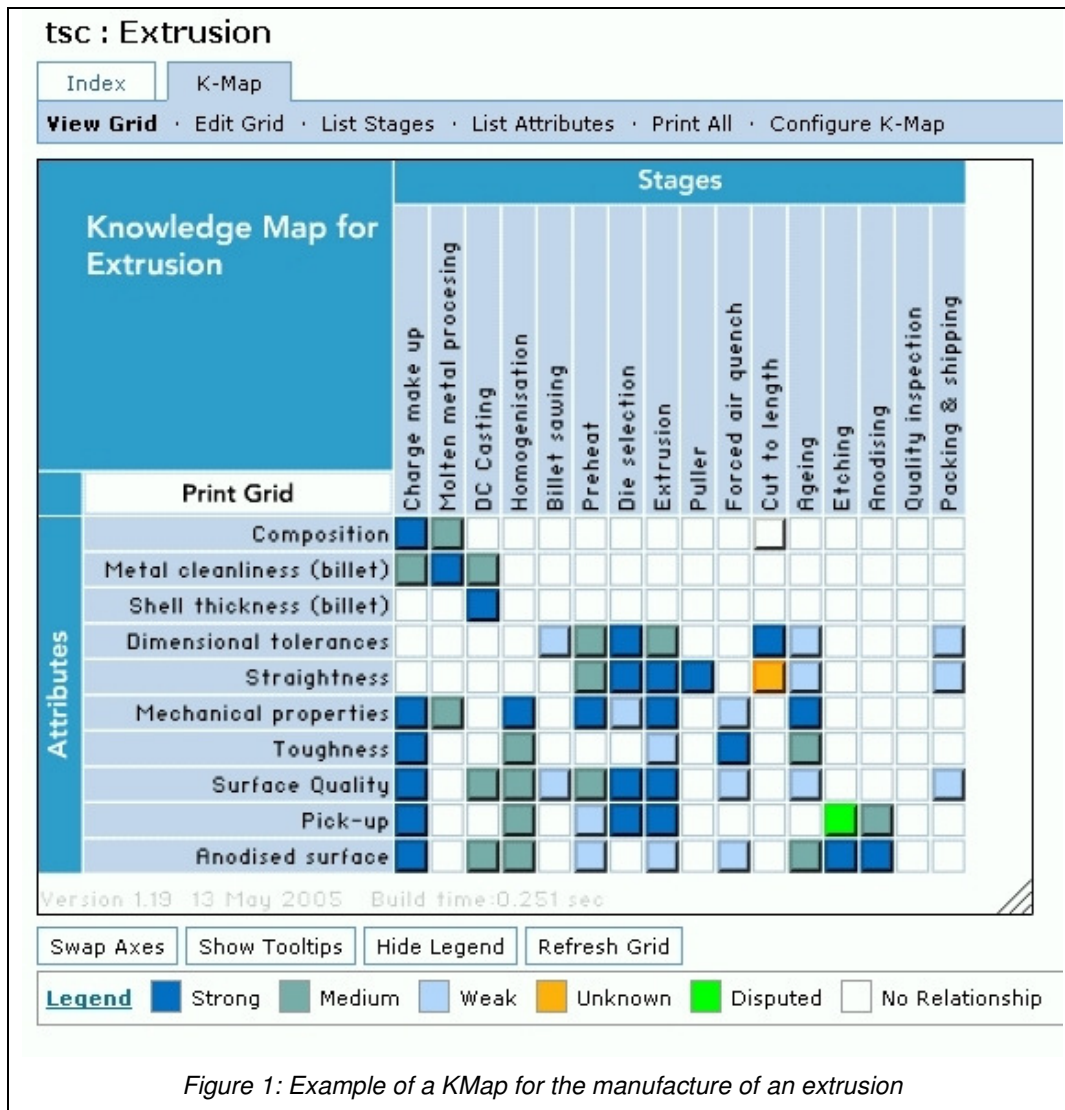 tsc : Extrusion
Index
K-Map
View Grid · Edit Grid · List Stages · List Attributes · Print All · Configure K-Map
Stages
Knowledge Map for
Extrusion
Charge make up
Molten metal procesing
DC Casting
Homogenisation
Billet sawing
Preheat
Die selection
Extrusion
Puller
Forced air quench
Cut to length
Ageing
Etching
Anodising
Quality inspection
Packing & shipping
Print Grid
Attributes
Composition
Metal cleanliness (billet)
Shell thickness (billet)
Dimensional tolerances
Straightness
Mechanical properties
Toughness
Surface Quality
Pick-up
Anodised surface
Version 1.19 13 May 2005 Build time:0.251 sec
Swap Axes
Show Tooltips
Hide Legend
Refresh Grid
Legend Strong Medium Weak Unknown Disputed No Relationship
Figure 1: Example of a KMap for the manufacture of an extrusion